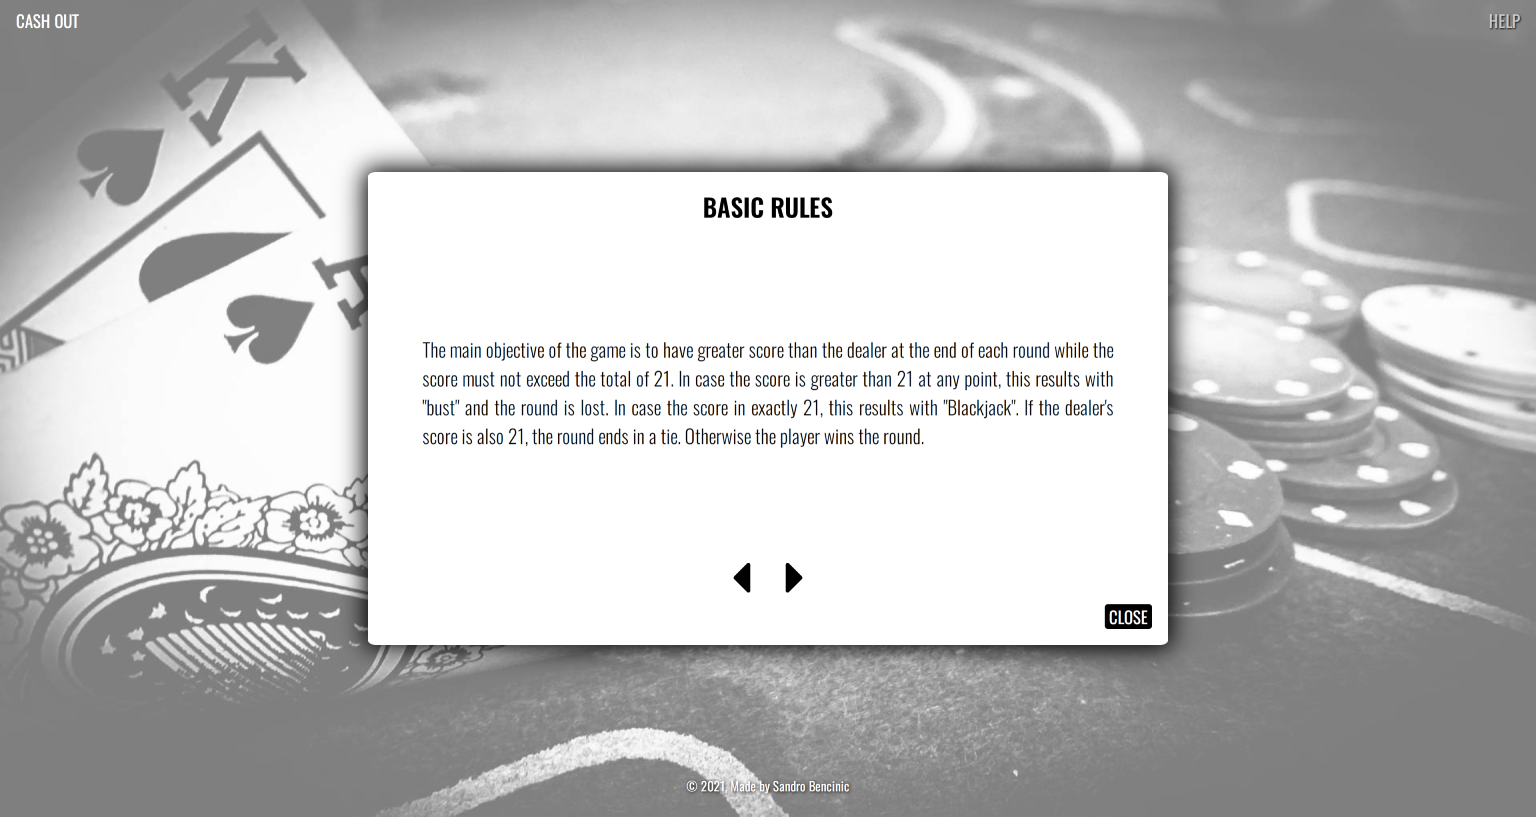 CASH OUT
HELP
K
BASIC RULES
The main objective of the game is to have greater score than the dealer at the end of each round while the
score must not exceed the total of 21. In case the score is greater than 21 at any point, this results with
"bust" and the round is lost. In case the score in exactly 21, this results with "Blackjack". If the dealer's
score is also 21, the round ends in a tie. Otherwise the player wins the round.
CLOSE
© 2021, Made by Sandro Bencinic